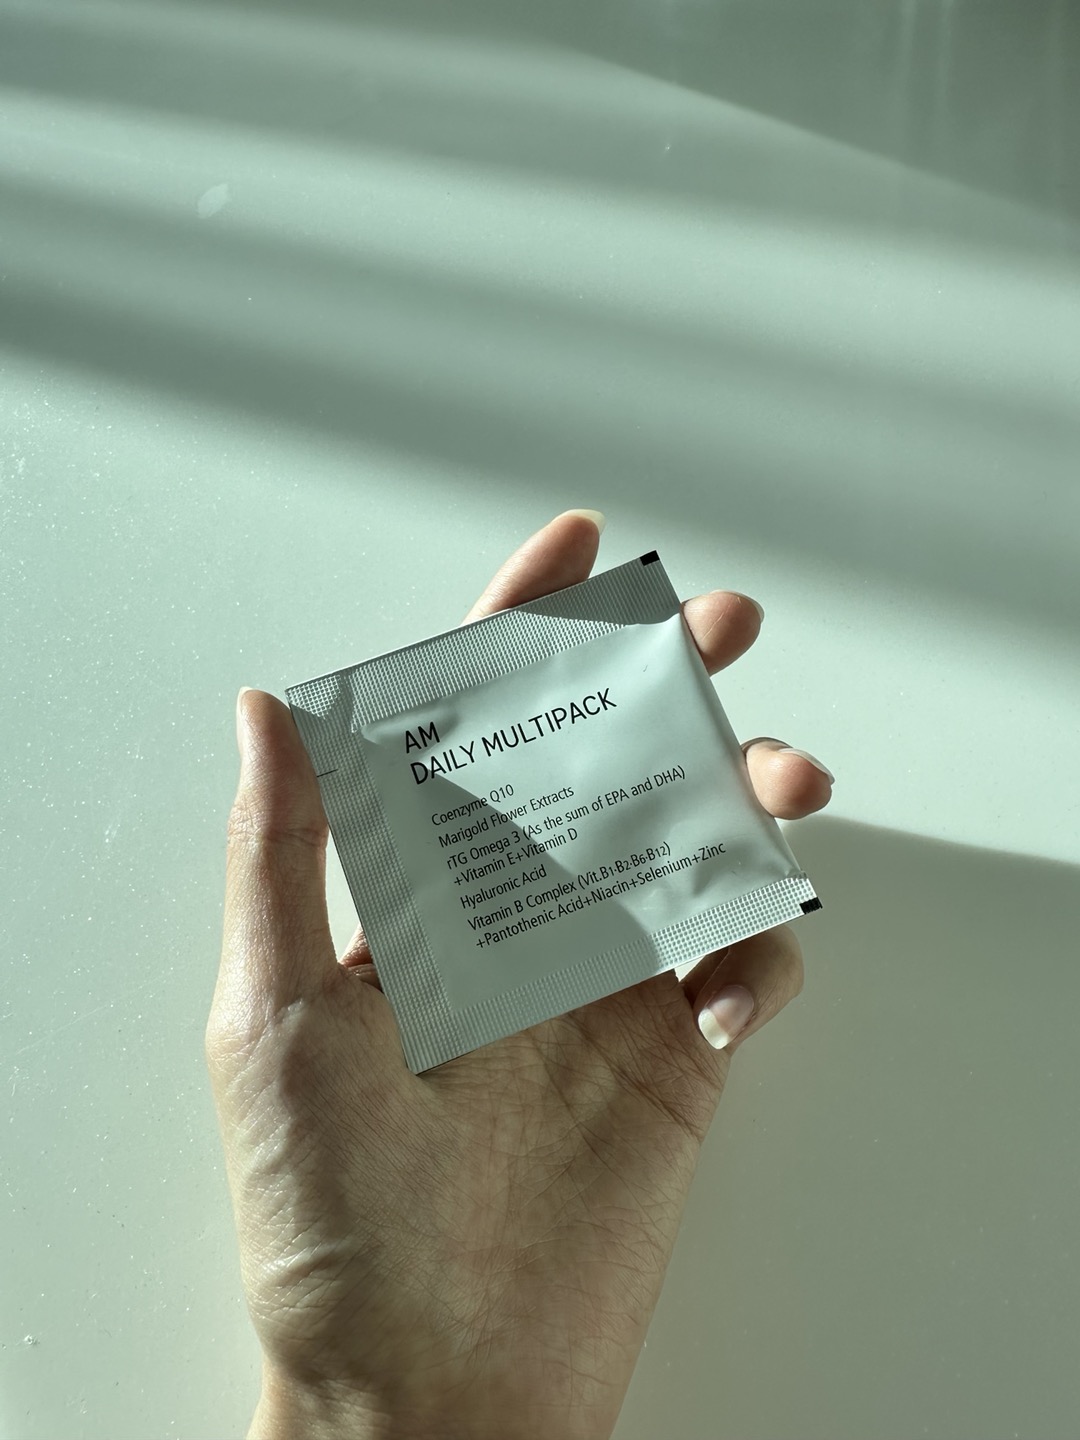 AM
DAILY MULTIPACK
Coenzyme Q10
Marigold Flower Extracts
rTG Omega 3 (As the sum of EPA and DHA)
+Vitamin E+Vitamin D
Hyaluronic Acid
Vitamin B Complex (Vit.B1·B2·B6·B12)
+Pantothenic Acid+Niacin+Selenium+Zinc